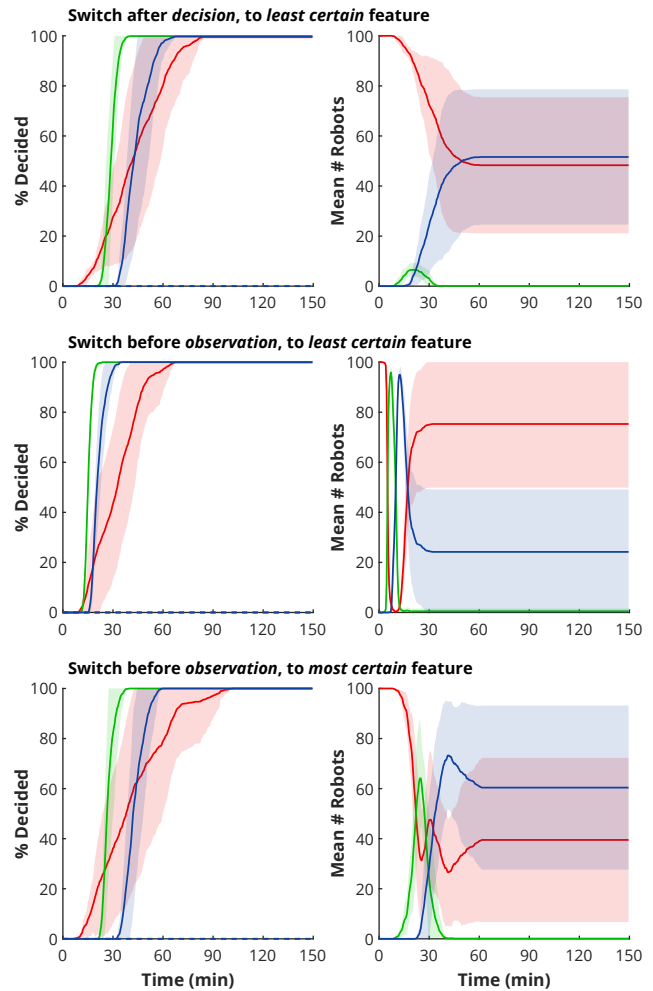 Switch after decision, to least certain feature
% Decided
100
80
60
40
20
0
0 30 60 90 120 150
Mean # Robots
100
80
60
40
20
0
0 30 60 90 120 150
Switch before observation, to least certain feature
% Decided
100
80
60
40
20
0
0 30 60 90 120 150
Mean # Robots
100
80
60
40
20
0
0 30 60 90 120 150
Switch before observation, to most certain feature
% Decided
100
80
60
40
20
0
0 30 60 90 120 150
Time (min)
Mean # Robots
100
80
60
40
20
0
0 30 60 90 120 150
Time (min)